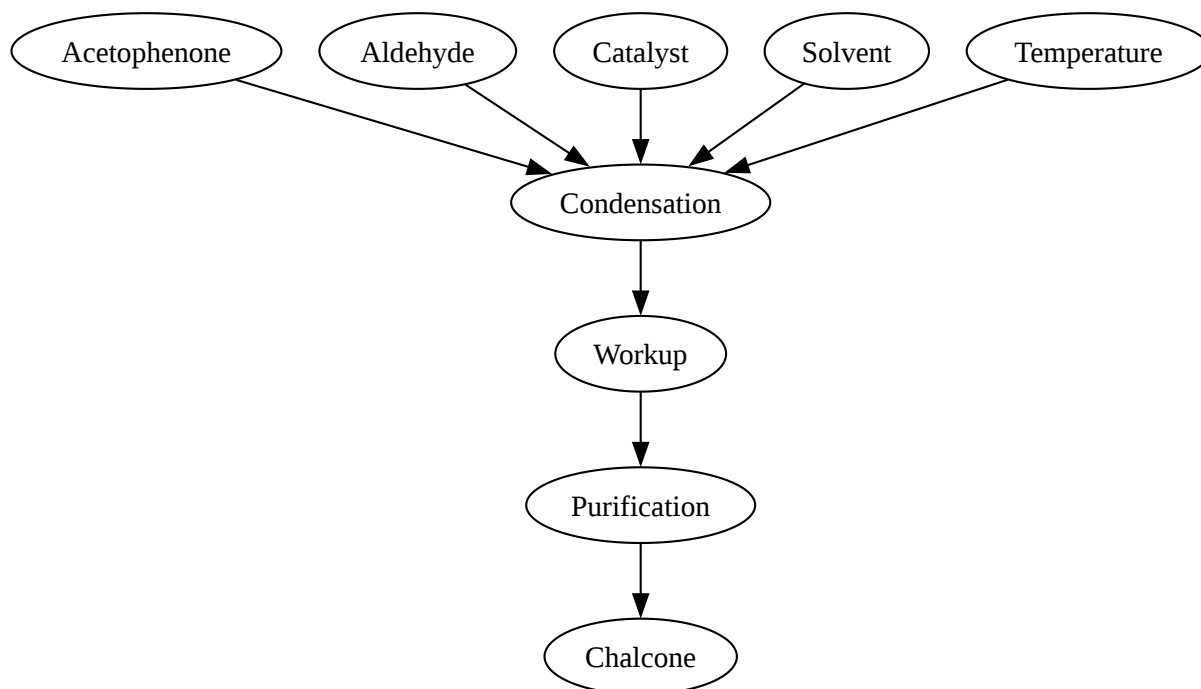 Acetophenone
Aldehyde
Catalyst
Solvent
Temperature
Condensation
Workup
Purification
Chalcone